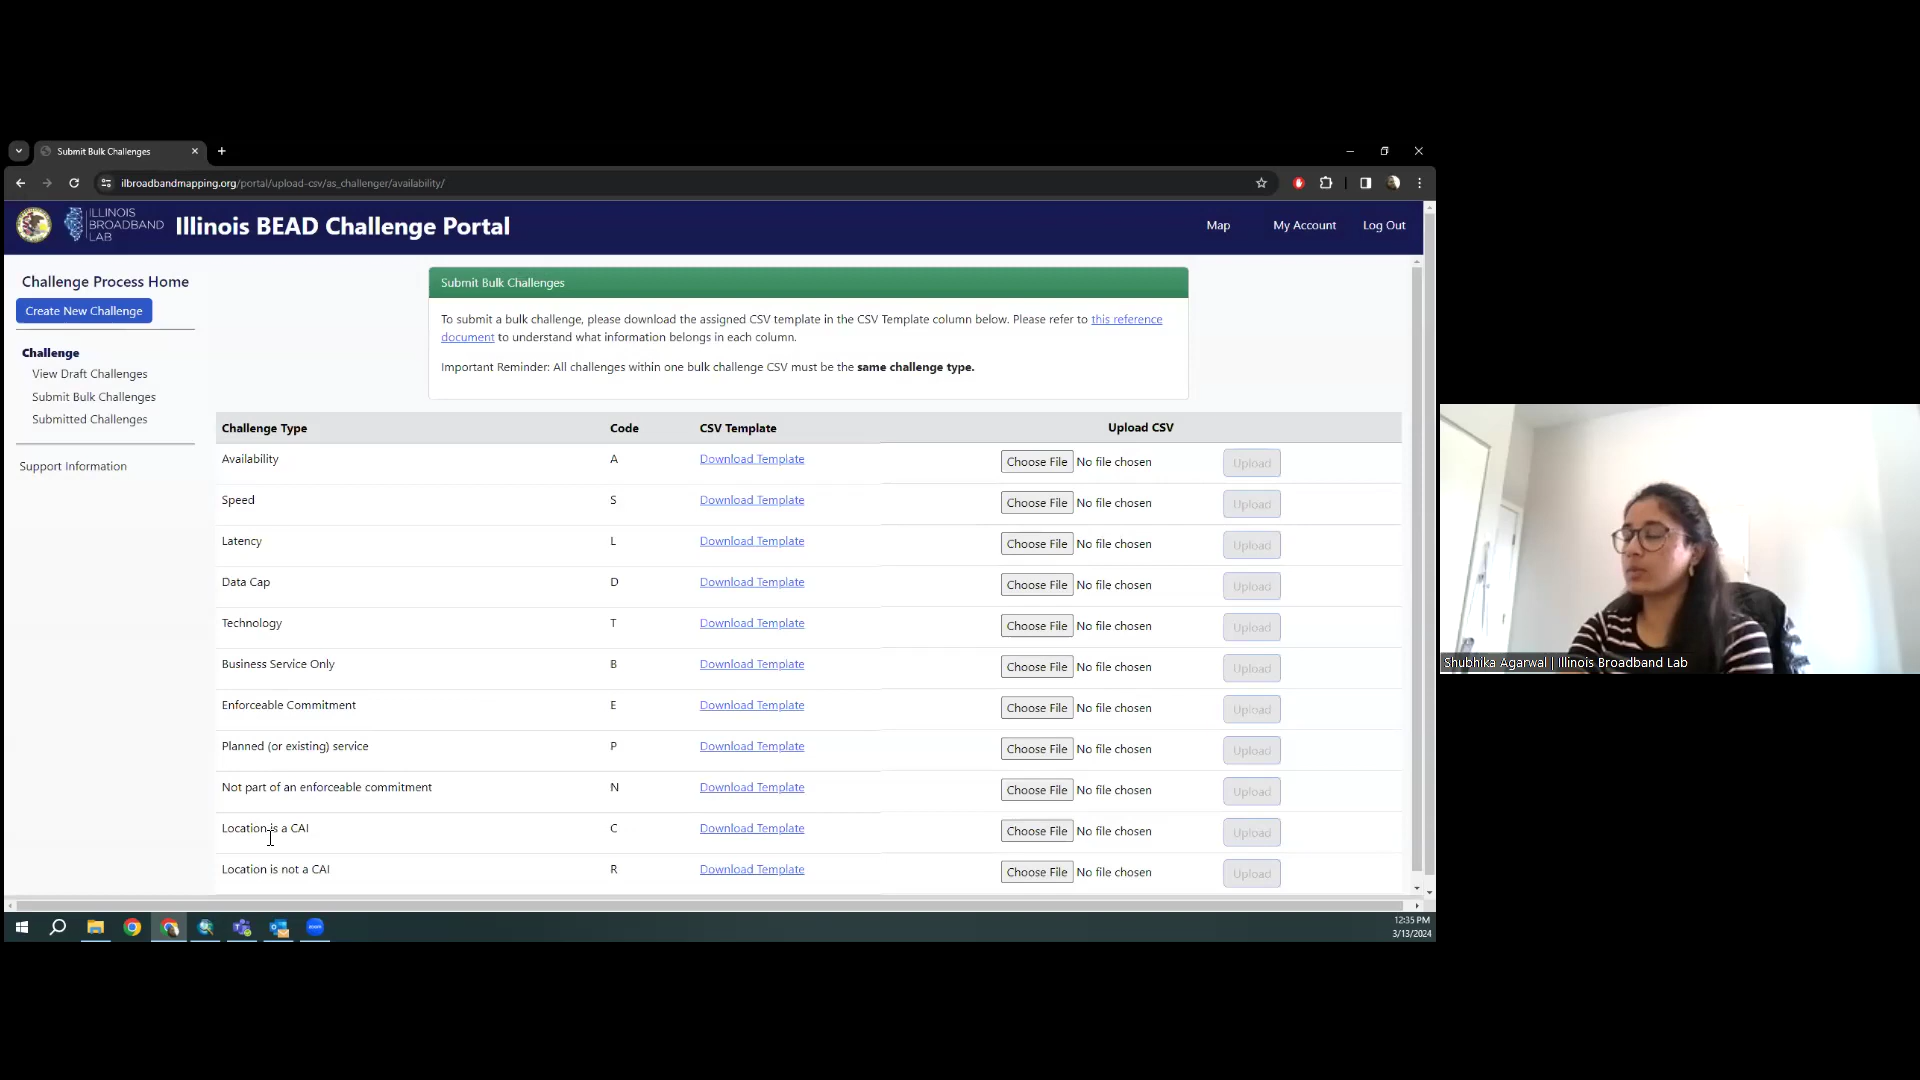 Submit Bulk Challenges
ilbroadbandmapping.org/portal/upload-csv/as_challenger/availability/
ILLINOIS
BROADBAND
LAB
Illinois BEAD Challenge Portal
Map
My Account
Log Out
Challenge Process Home
Create New Challenge
Challenge
View Draft Challenges
Submit Bulk Challenges
Submitted Challenges
Support Information
Submit Bulk Challenges
To submit a bulk challenge, please download the assigned CSV template in the CSV Template column below. Please refer to this reference
document to understand what information belongs in each column.
Important Reminder: All challenges within one bulk challenge CSV must be the same challenge type.
Challenge Type Code CSV Template Upload CSV
Availability A Download Template Choose File No file chosen Upload
Speed S Download Template Choose File No file chosen Upload
Latency L Download Template Choose File No file chosen Upload
Data Cap D Download Template Choose File No file chosen Upload
Technology T Download Template Choose File No file chosen Upload
Business Service Only B Download Template Choose File No file chosen Upload
Enforceable Commitment E Download Template Choose File No file chosen Upload
Planned (or existing) service P Download Template Choose File No file chosen Upload
Not part of an enforceable commitment N Download Template Choose File No file chosen Upload
Location is a CAI C Download Template Choose File No file chosen Upload
Location is not a CAI R Download Template Choose File No file chosen Upload
12:35 PM
3/13/2024
Shubhika Agarwal | Illinois Broadband Lab